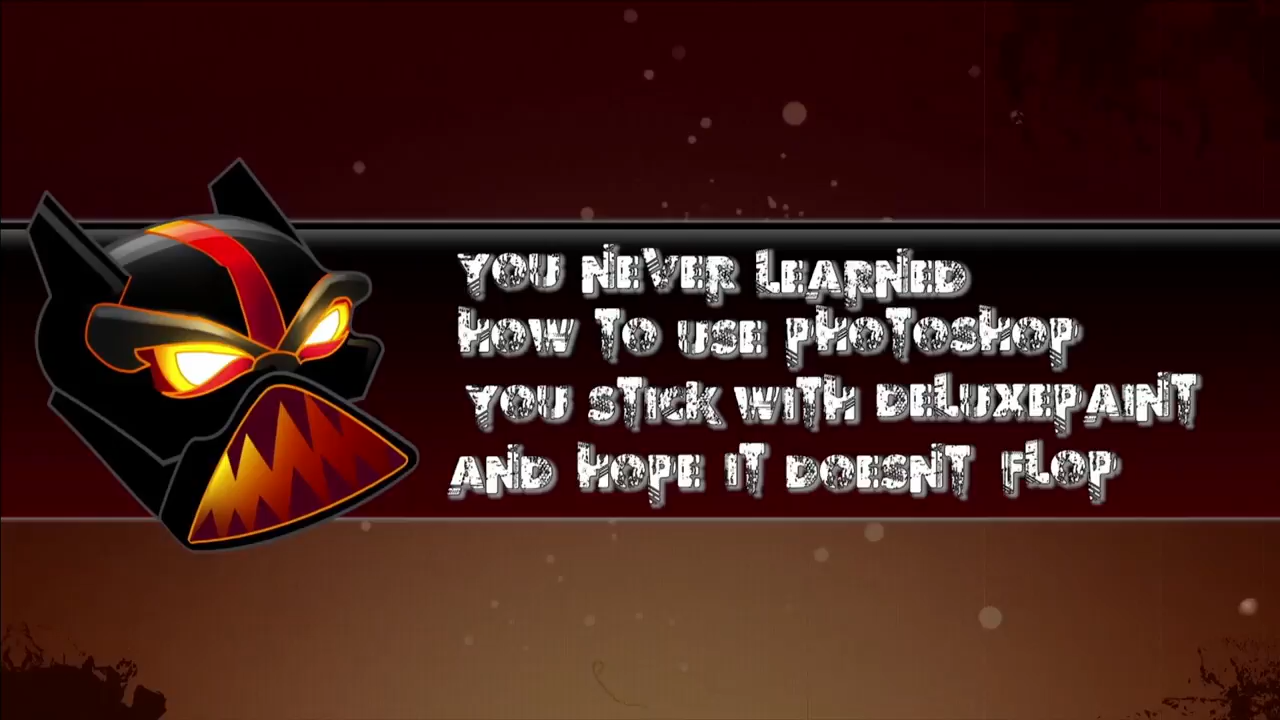 YOU NEVER LEARNED
HOW TO USE PHOTOSHOP
YOU STICK WITH DELUXEPAINT
AND HOPE IT DOESNT FLOP